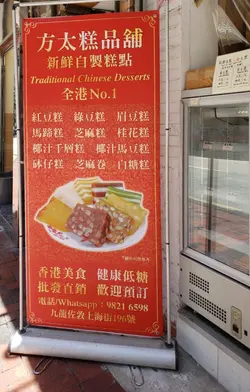 方太糕品舖
新鮮自製糕點
Traditional Chinese Desserts
全港No.1
紅豆糕 綠豆糕 眉豆糕
馬蹄糕 芝麻糕 桂花糕
椰汁千層糕 椰汁馬豆糕
砵仔糕 芝麻卷 白糖糕
香港美食 健康低糖
批發直銷 歡迎預訂
電話/Whatsapp：9821 6598
九龍佐敦上海街196號